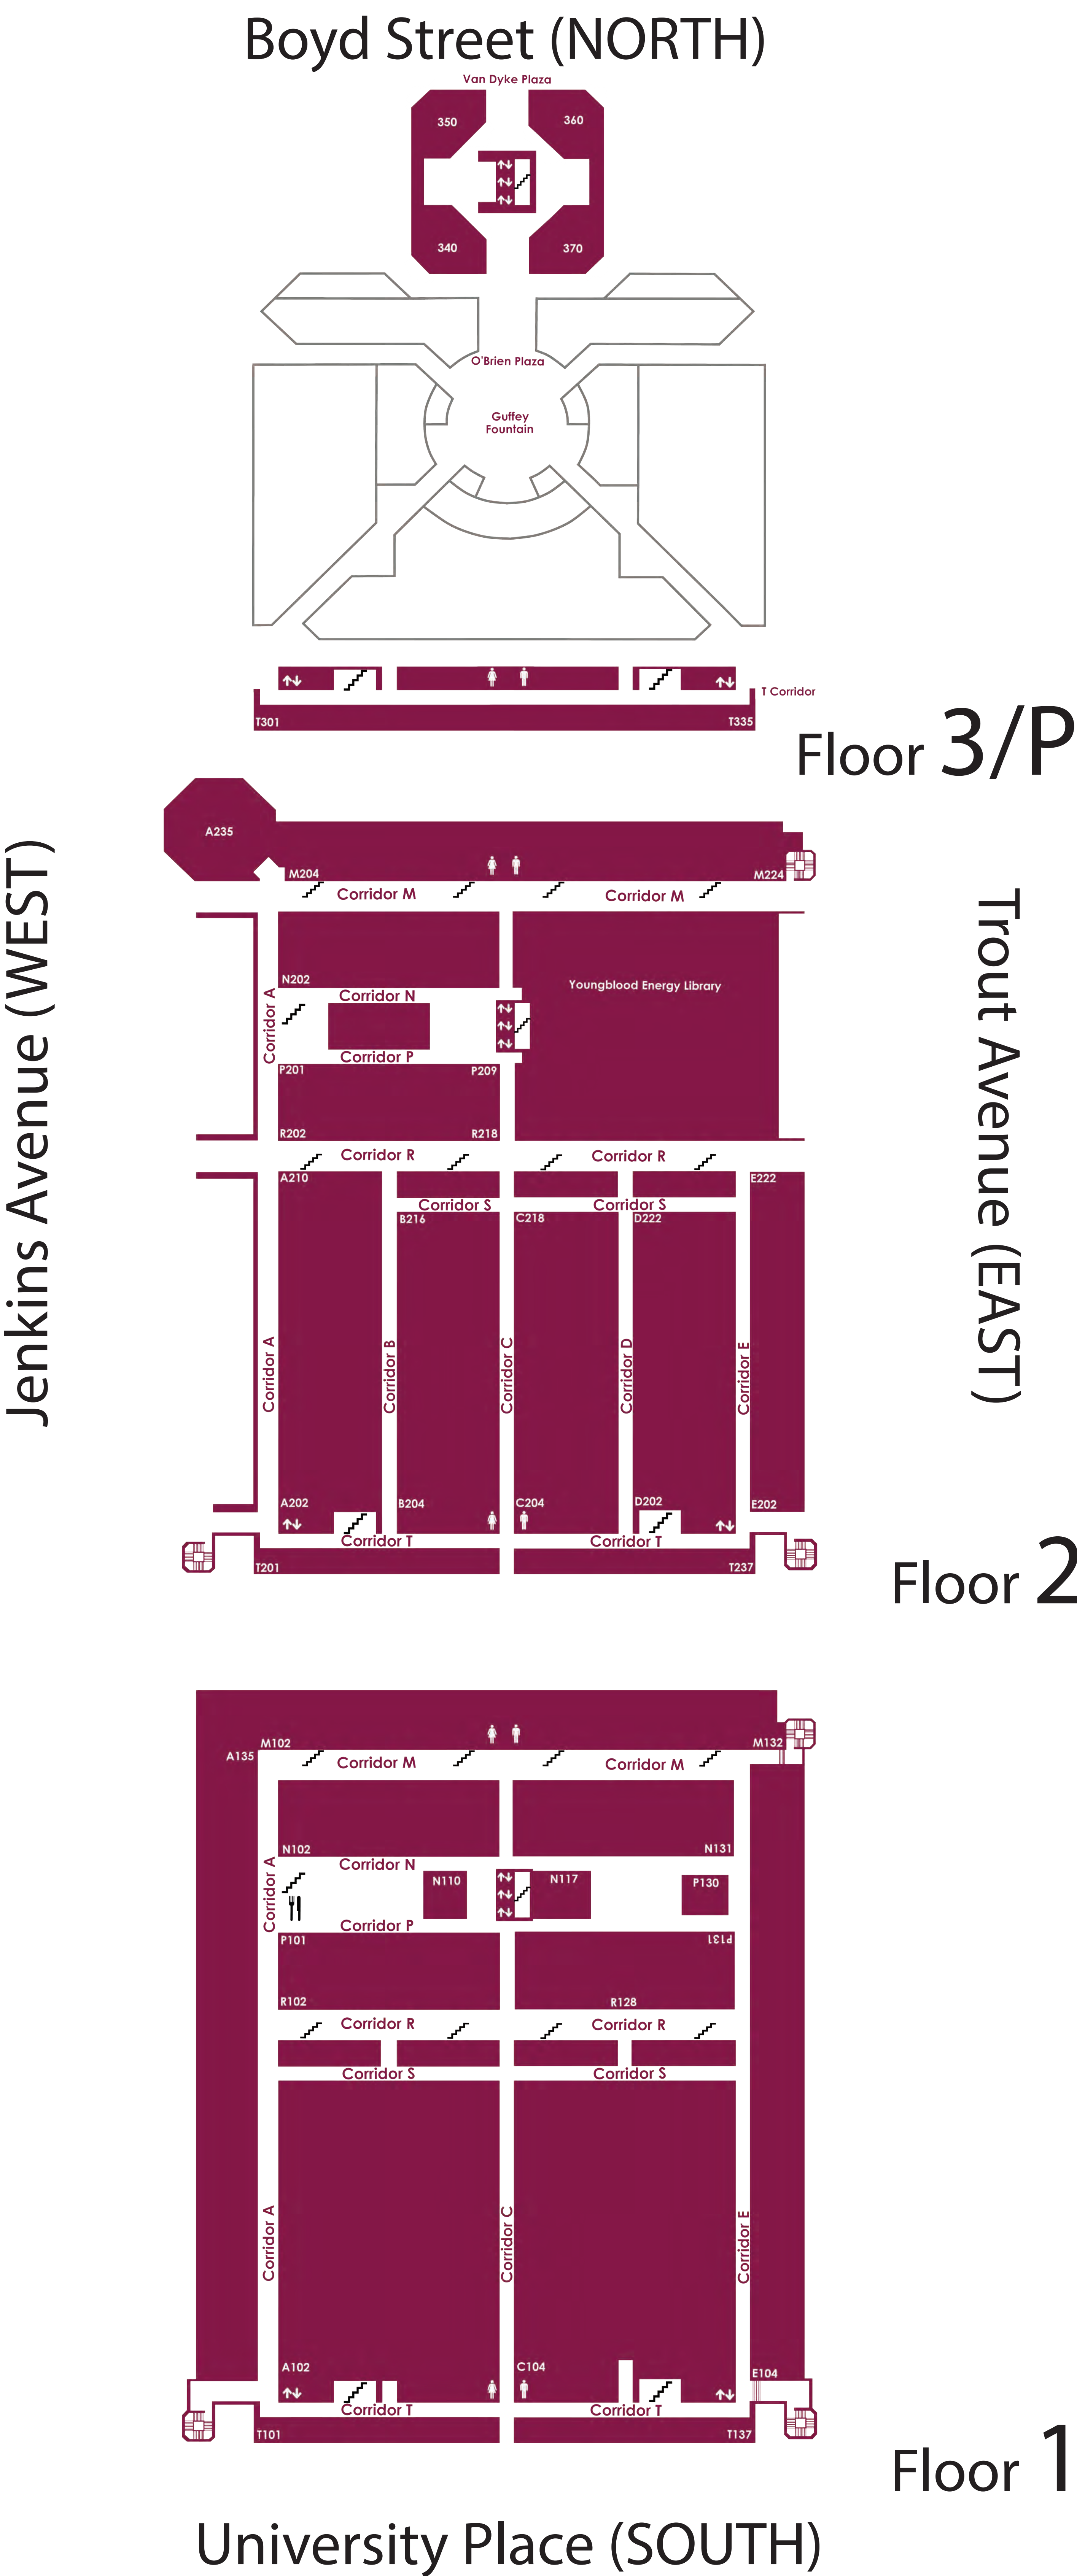 Boyd Street (NORTH)
Van Dyke Plaza
350
360
340
370
O'Brien Plaza
Guffey
Fountain
T Corridor
T301
T335
Floor 3/P
Jenkins Avenue (WEST)
Trout Avenue (EAST)
A235
M204
M224
Corridor M
Corridor M
N202
Youngblood Energy Library
Corridor A
Corridor N
Corridor P
P201
P209
R202
R218
Corridor R
Corridor R
A210
E222
Corridor S
Corridor S
B216
C218
D222
Corridor A
Corridor B
Corridor C
Corridor D
Corridor E
A202
B204
C204
D202
E202
Corridor T
Corridor T
T201
T237
Floor 2
M102
M132
A135
Corridor M
Corridor M
N102
N131
Corridor A
Corridor N
N110
N117
P130
Corridor P
P101
P131
R102
R128
Corridor R
Corridor R
Corridor S
Corridor S
Corridor A
Corridor C
Corridor E
A102
C104
E104
Corridor T
Corridor T
T101
T137
Floor 1
University Place (SOUTH)